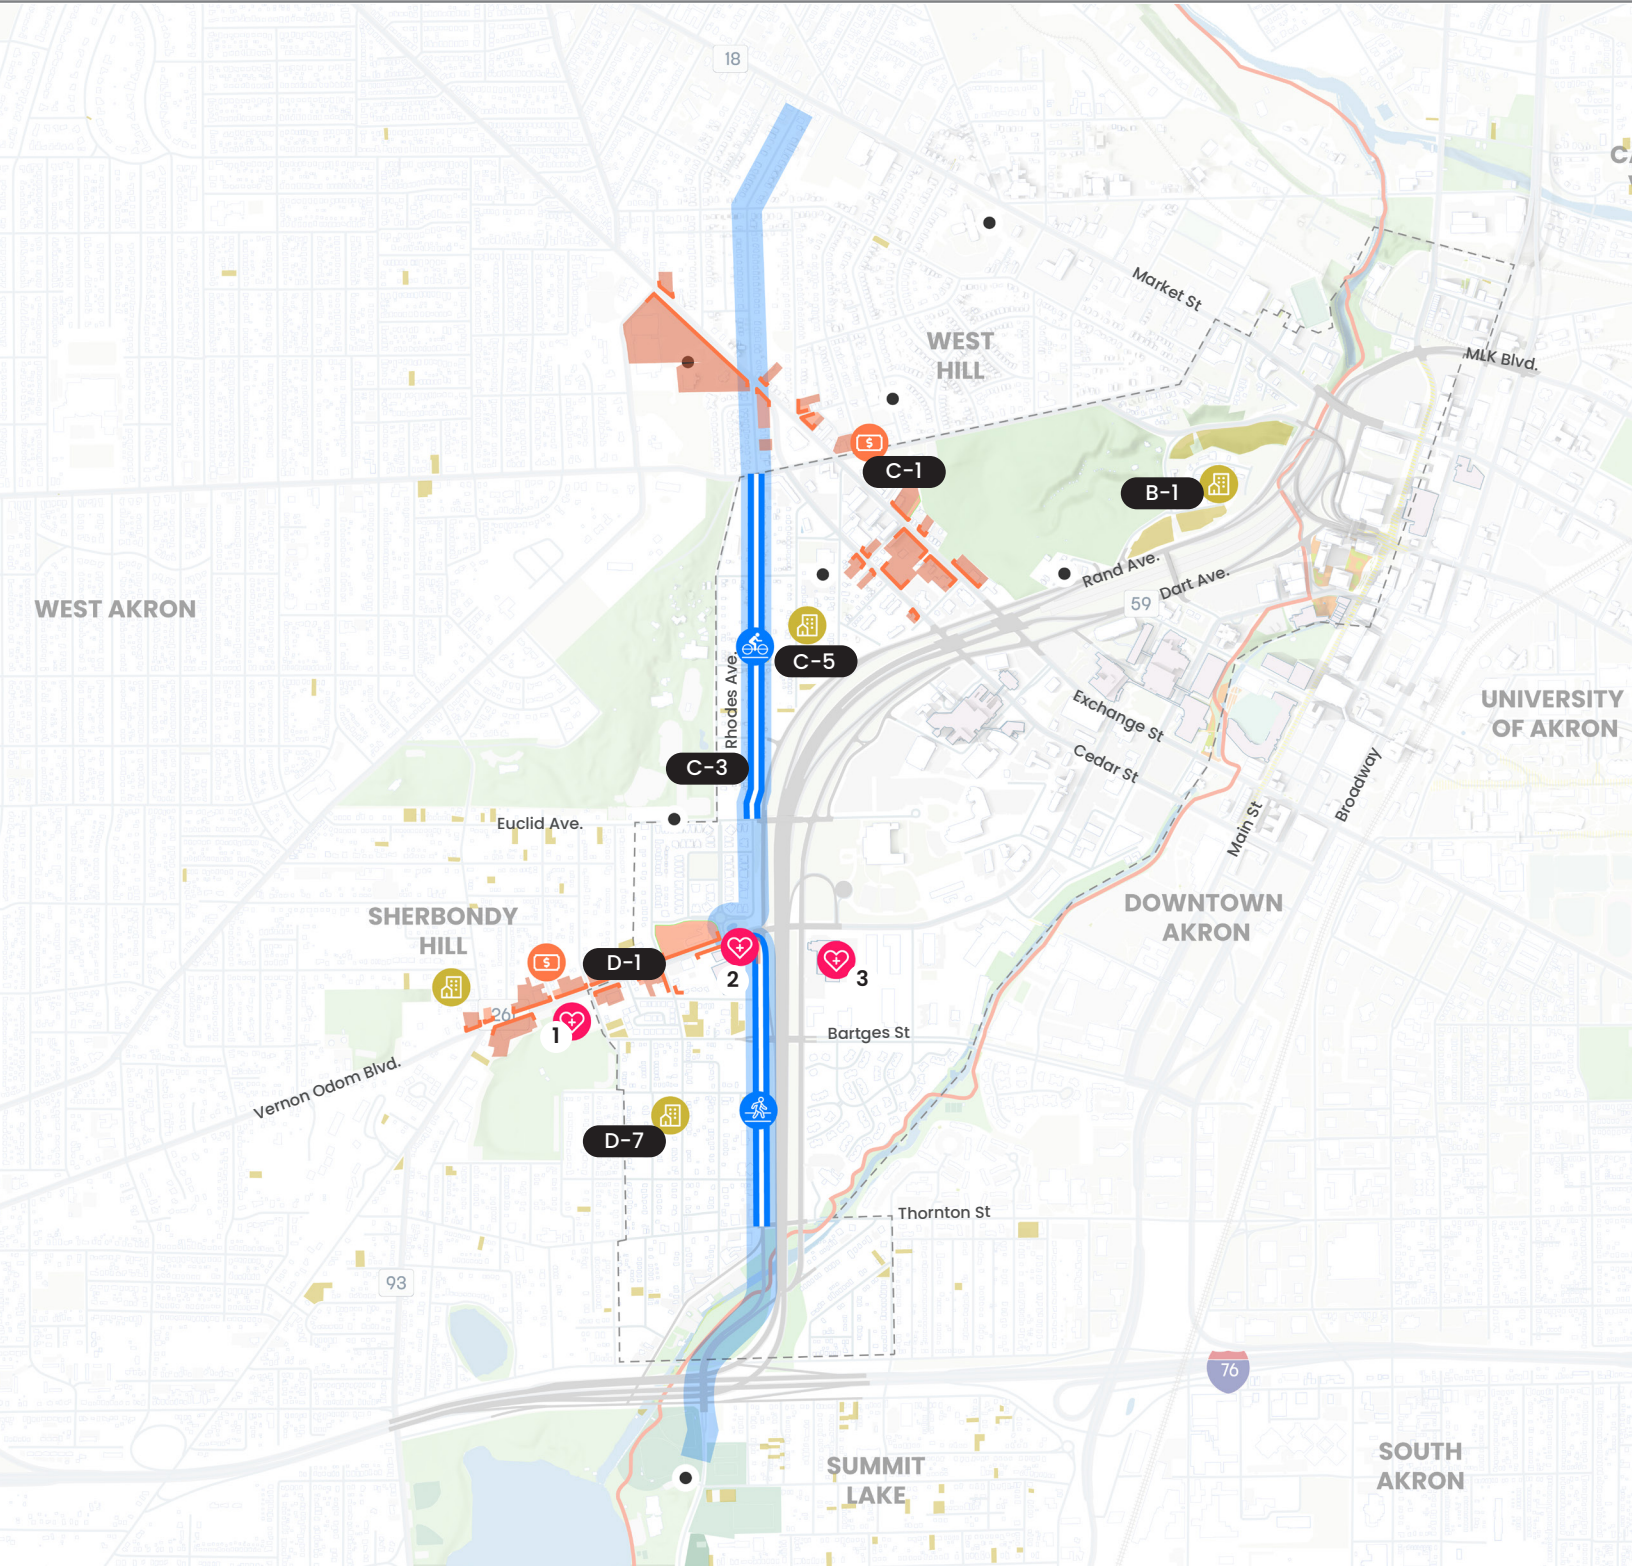 18
CA
Market St
WEST
HILL
MLK Blvd.
$
C-1
B-1
Rand Ave.
Dart Ave.
59
WEST AKRON
C-5
Rhodes Ave.
Exchange St
UNIVERSITY
OF AKRON
Cedar St
C-3
Broadway
Euclid Ave.
Main St
SHERBONDY
HILL
DOWNTOWN
AKRON
$
D-1
2
3
26
1
Bartges St
Vernon Odom Blvd.
D-7
Thornton St
93
76
SUMMIT
LAKE
SOUTH
AKRON